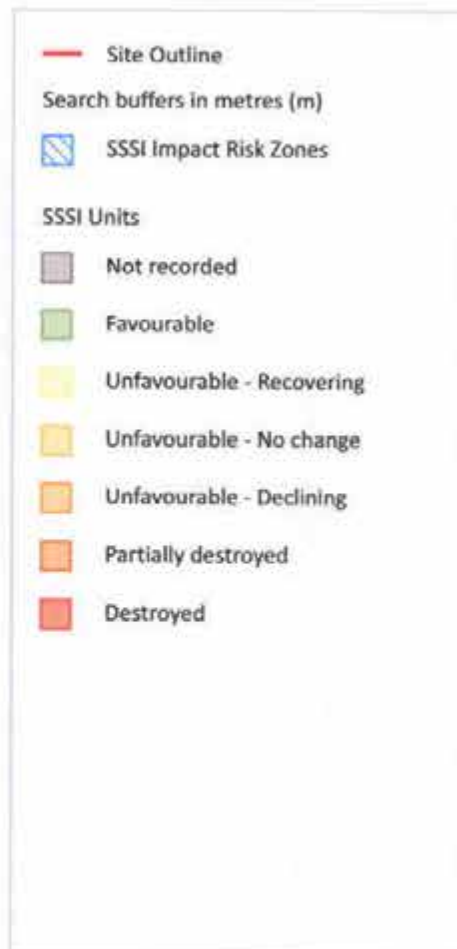 Site Outline
Search buffers in metres (m)
SSSI Impact Risk Zones
SSSI Units
Not recorded
Favourable
Unfavourable - Recovering
Unfavourable - No change
Unfavourable - Declining
Partially destroyed
Destroyed